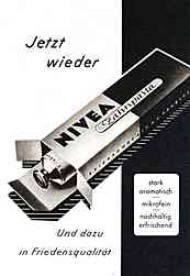 Jetzt
wieder
NIVEA
Zahnpasta
stark
aromatisch
mikrofein
nachhaltig
erfrischend
Und dazu
in Friedensqualität